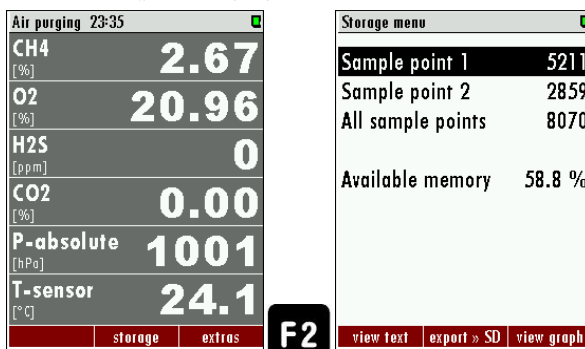 Air purging 23:35
CH4 2.67
[%]
O2 20.96
[%]
H2S 0
[ppm]
CO2 0.00
[%]
P-absolute 1001
[hPa]
T-sensor 24.1
[°C]
storage extras
F2
Storage menu
Sample point 1 5211
Sample point 2 2859
All sample points 8070
Available memory 58.8 %
view text export » SD view graph